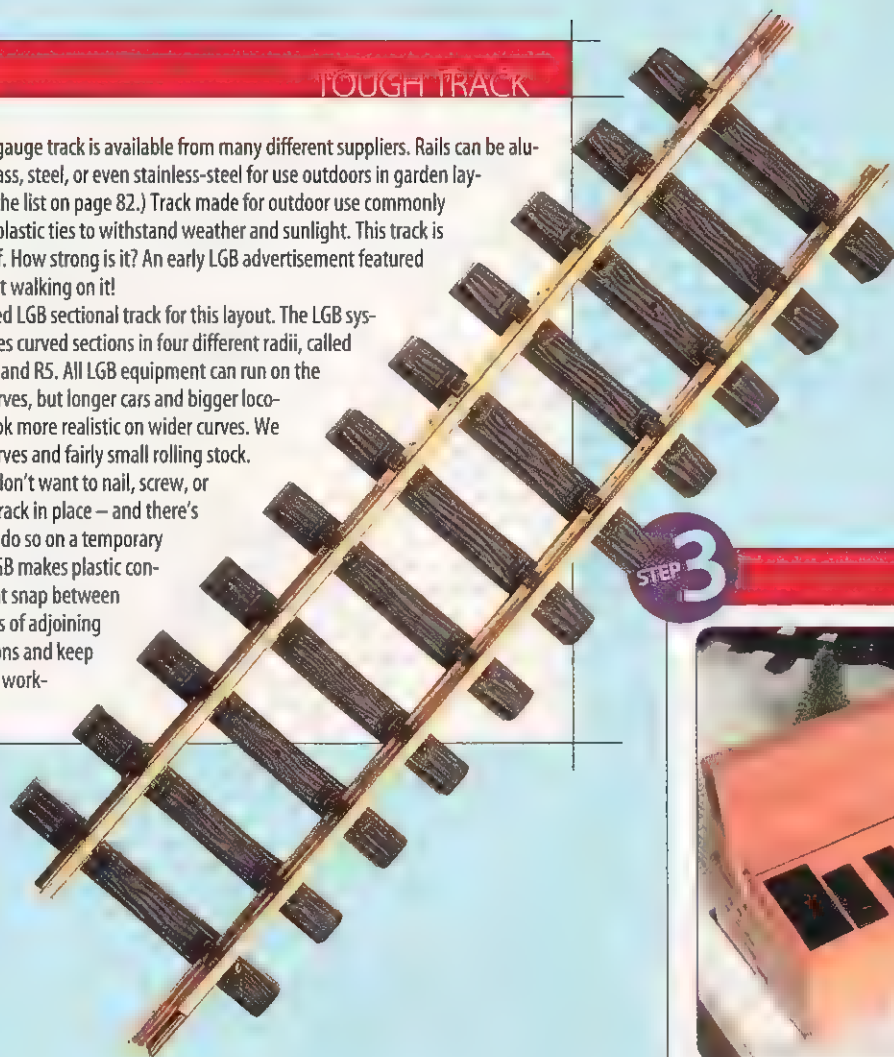 TOUGH TRACK
gauge track is available from many different suppliers. Rails can be alu-
ass, steel, or even stainless-steel for use outdoors in garden lay-
he list on page 82.) Track made for outdoor use commonly
plastic ties to withstand weather and sunlight. This track is
f. How strong is it? An early LGB advertisement featured
t walking on it!
ed LGB sectional track for this layout. The LGB sys-
es curved sections in four different radii, called
and R5. All LGB equipment can run on the
rves, but longer cars and bigger loco-
ok more realistic on wider curves. We
rves and fairly small rolling stock.
don't want to nail, screw, or
rack in place – and there's
do so on a temporary
GB makes plastic con-
at snap between
s of adjoining
ons and keep
work-
STEP 3